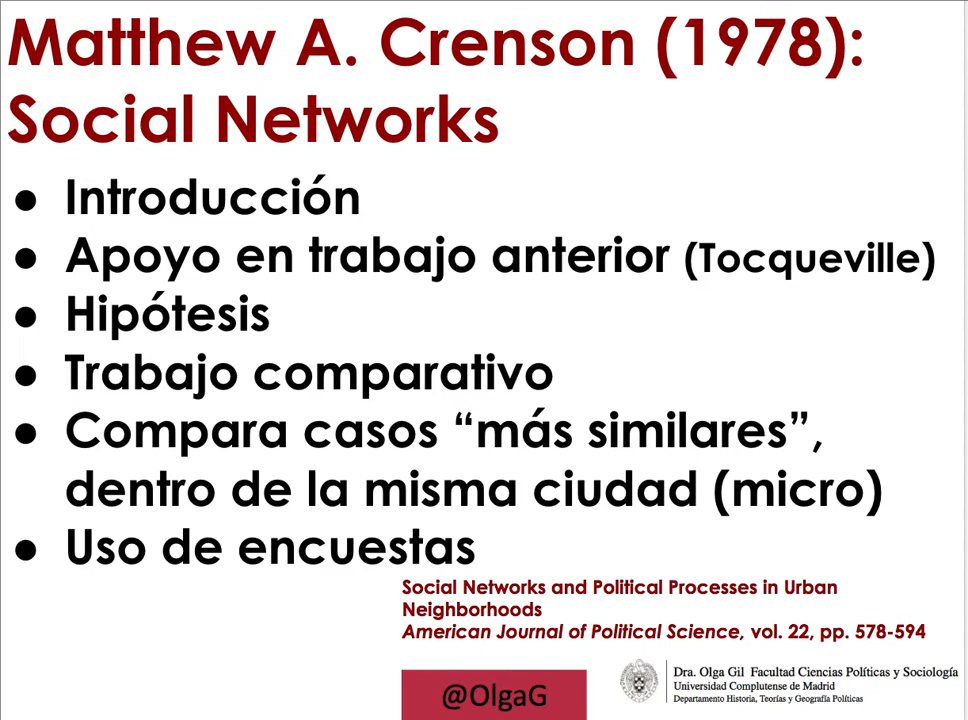 Matthew A. Crenson (1978):
Social Networks
● Introducción
● Apoyo en trabajo anterior (Tocqueville)
● Hipótesis
● Trabajo comparativo
● Compara casos “más similares”,
dentro de la misma ciudad (micro)
● Uso de encuestas
Social Networks and Political Processes in Urban
Neighborhoods
American Journal of Political Science, vol. 22, pp. 578-594
@OlgaG
Dra. Olga Gil Facultad Ciencias Políticas y Sociología
Universidad Complutense de Madrid
Departamento Historia, Teorías y Geografía Políticas